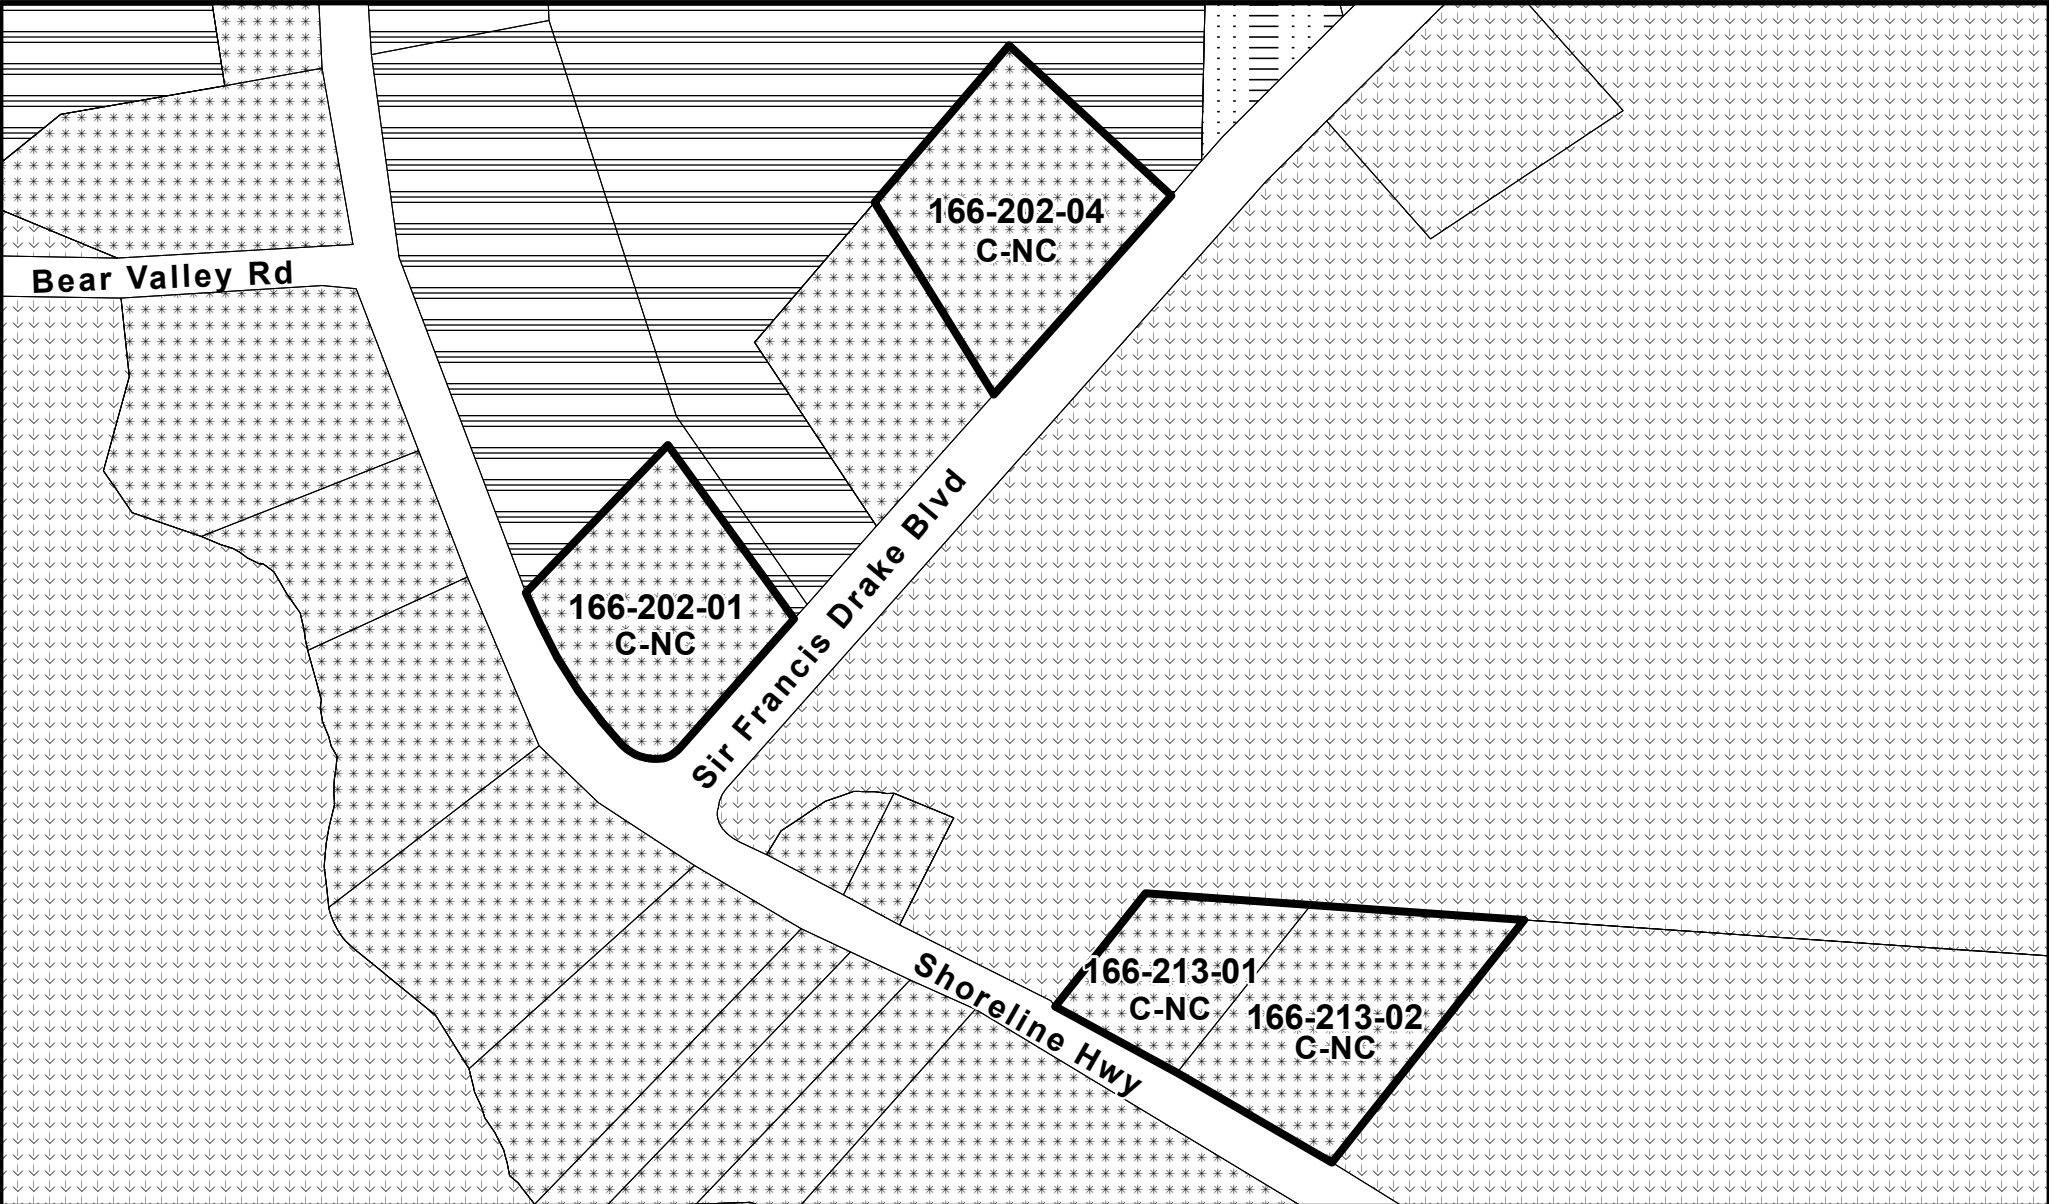 166-202-04
C-NC
Bear Valley Rd
Sir Francis Drake Blvd
166-202-01
C-NC
Shoreline Hwy
166-213-01
C-NC
166-213-02
C-NC